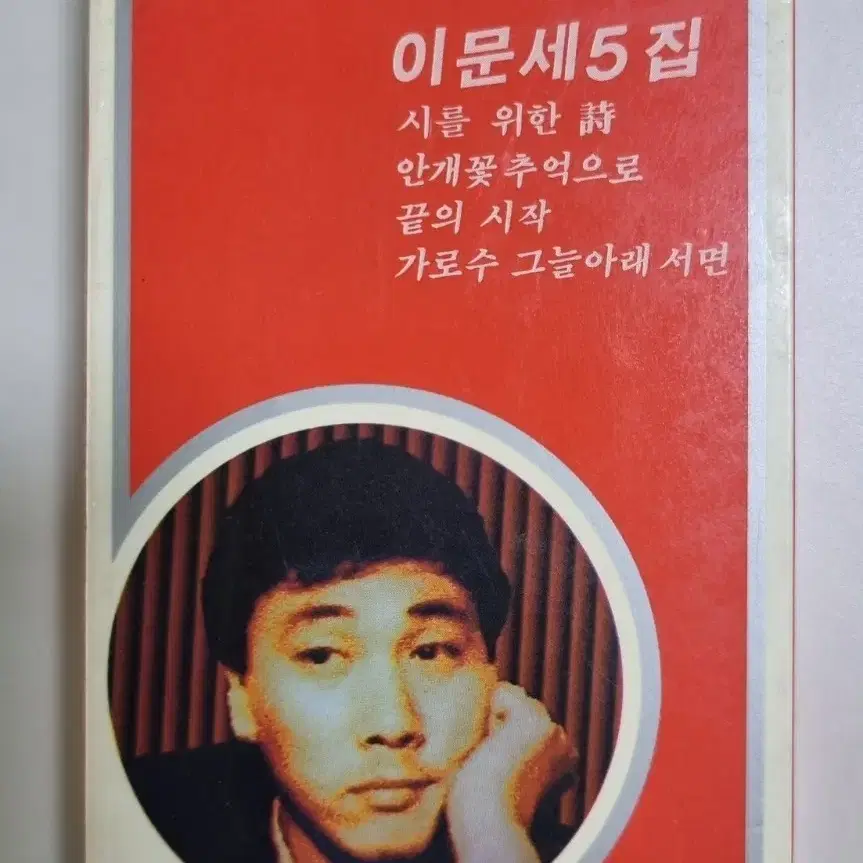 이문세5집
시를 위한 詩
안개꽃추억으로
끝의 시작
가로수 그늘아래 서면